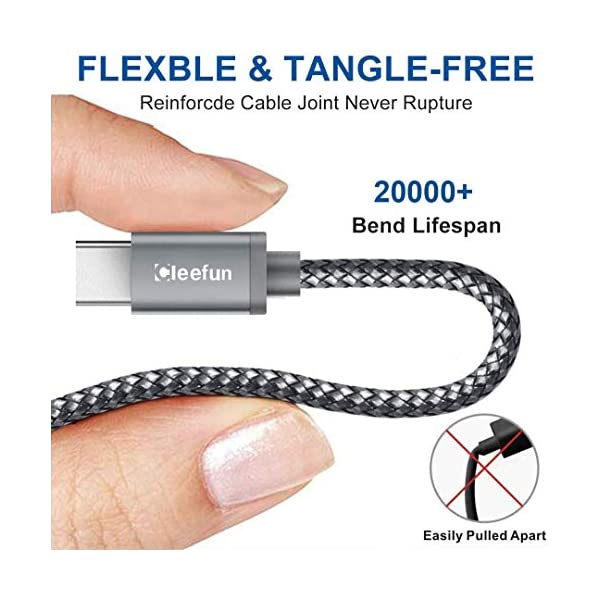 FLEXBLE & TANGLE-FREE
Reinforcde Cable Joint Never Rupture
20000+
Bend Lifespan
Cleefun
Easily Pulled Apart